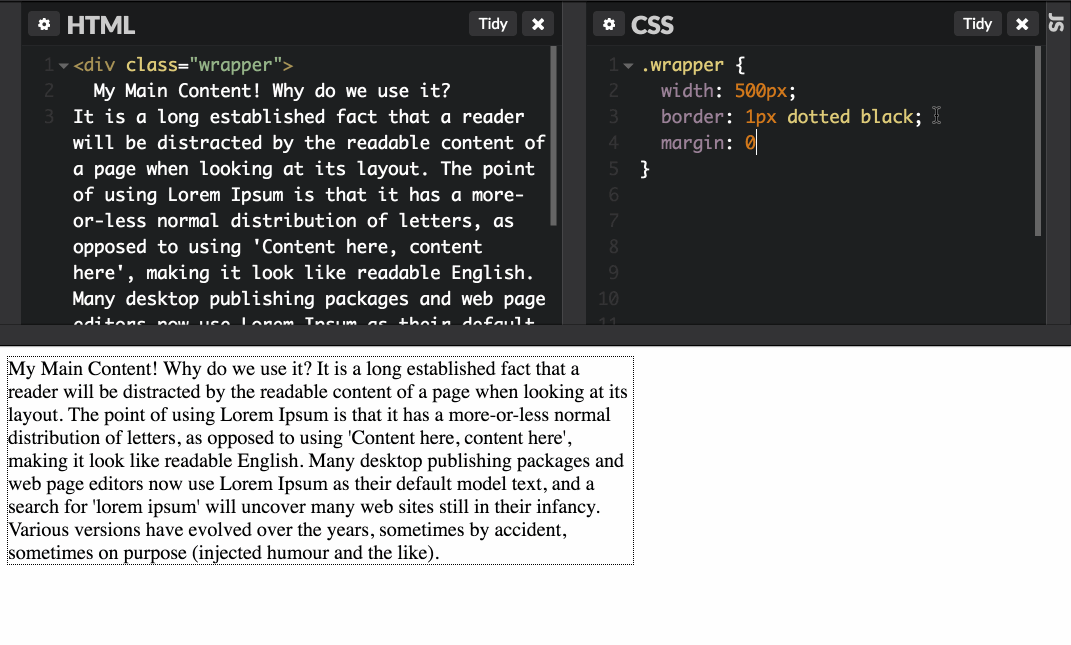 HTML
Tidy
1 <div class="wrapper">
2 My Main Content! Why do we use it?
3 It is a long established fact that a reader
will be distracted by the readable content of
a page when looking at its layout. The point
of using Lorem Ipsum is that it has a more-
or-less normal distribution of letters, as
opposed to using 'Content here, content
here', making it look like readable English.
Many desktop publishing packages and web page
editors now use Lorem Ipsum as their default
CSS
Tidy
1 .wrapper {
2 width: 500px;
3 border: 1px dotted black;
4 margin: 0
5 }
6
7
8
9
10
11
JS
My Main Content! Why do we use it? It is a long established fact that a
reader will be distracted by the readable content of a page when looking at its
layout. The point of using Lorem Ipsum is that it has a more-or-less normal
distribution of letters, as opposed to using 'Content here, content here',
making it look like readable English. Many desktop publishing packages and
web page editors now use Lorem Ipsum as their default model text, and a
search for 'lorem ipsum' will uncover many web sites still in their infancy.
Various versions have evolved over the years, sometimes by accident,
sometimes on purpose (injected humour and the like).